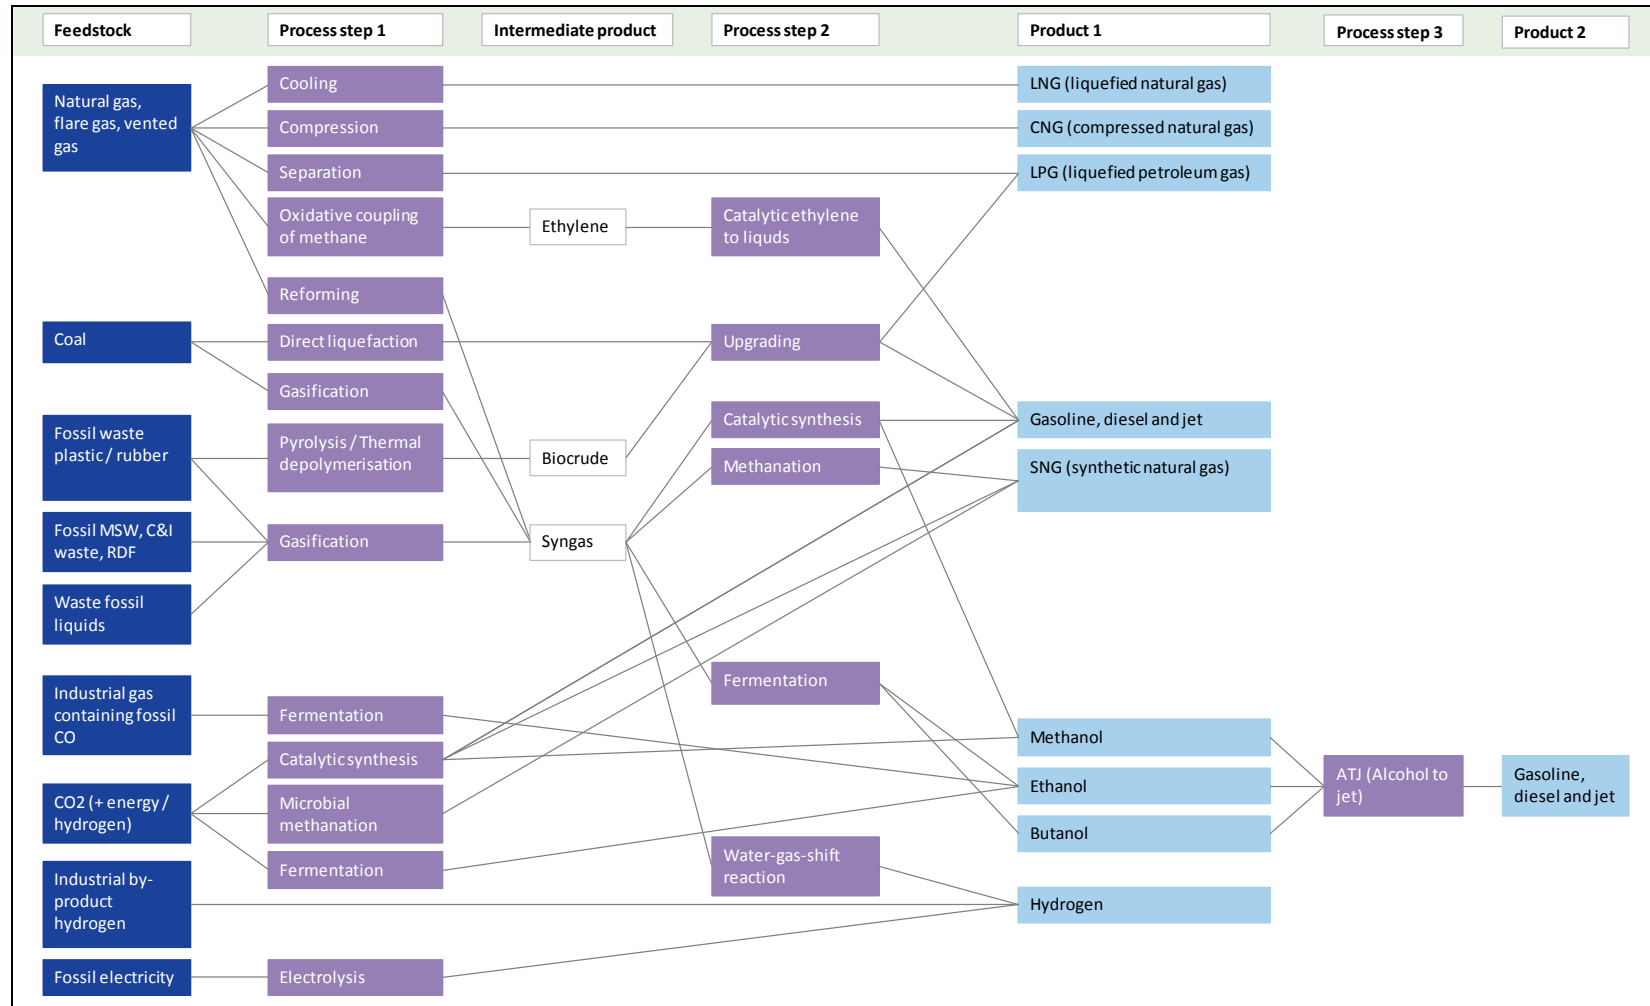 Feedstock
Process step 1
Intermediate product
Process step 2
Product 1
Process step 3
Product 2
Natural gas,
flare gas, vented
gas
Coal
Fossil waste
plastic / rubber
Fossil MSW, C&I
waste, RDF
Waste fossil
liquids
Industrial gas
containing fossil
CO
CO2 (+ energy /
hydrogen)
Industrial by-
product
hydrogen
Fossil electricity
Cooling
Compression
Separation
Oxidative coupling
of methane
Reforming
Direct liquefaction
Gasification
Pyrolysis / Thermal
depolymerisation
Gasification
Fermentation
Catalytic synthesis
Microbial
methanation
Fermentation
Electrolysis
Ethylene
Biocrude
Syngas
Catalytic ethylene
to liquds
Upgrading
Catalytic synthesis
Methanation
Fermentation
Water-gas-shift
reaction
LNG (liquefied natural gas)
CNG (compressed natural gas)
LPG (liquefied petroleum gas)
Gasoline, diesel and jet
SNG (synthetic natural gas)
Methanol
Ethanol
Butanol
Hydrogen
ATJ (Alcohol to
jet)
Gasoline,
diesel and jet